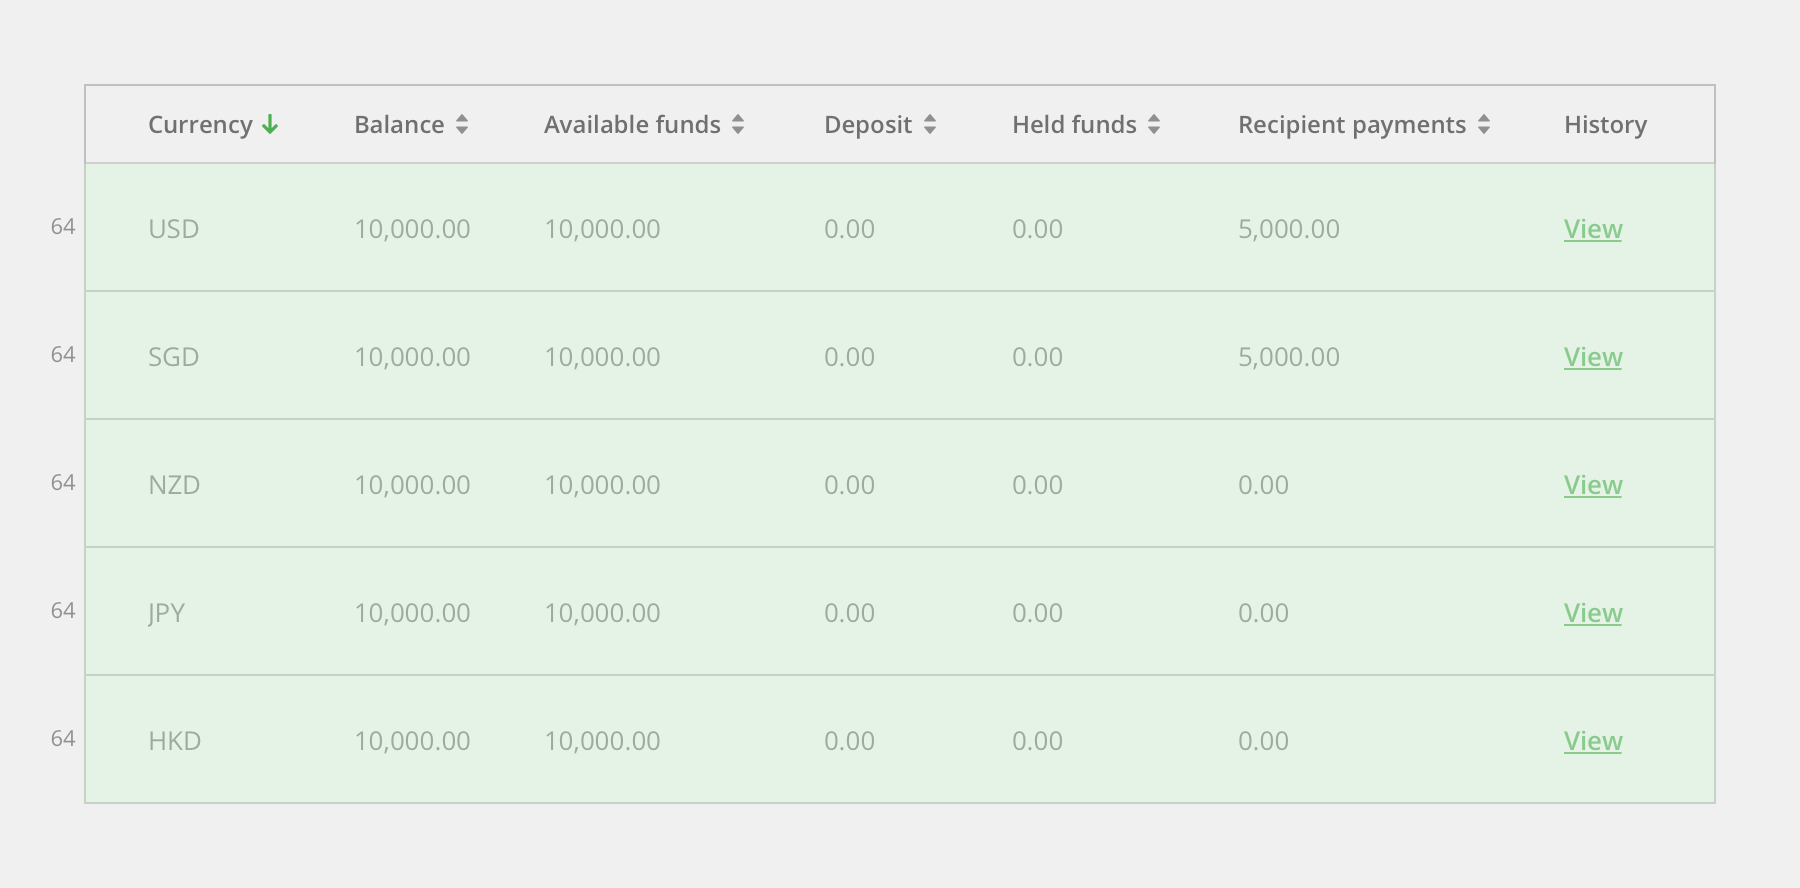 Currency Balance Available funds Deposit Held funds Recipient payments History
64 USD 10,000.00 10,000.00 0.00 0.00 5,000.00 View
64 SGD 10,000.00 10,000.00 0.00 0.00 5,000.00 View
64 NZD 10,000.00 10,000.00 0.00 0.00 0.00 View
64 JPY 10,000.00 10,000.00 0.00 0.00 0.00 View
64 HKD 10,000.00 10,000.00 0.00 0.00 0.00 View